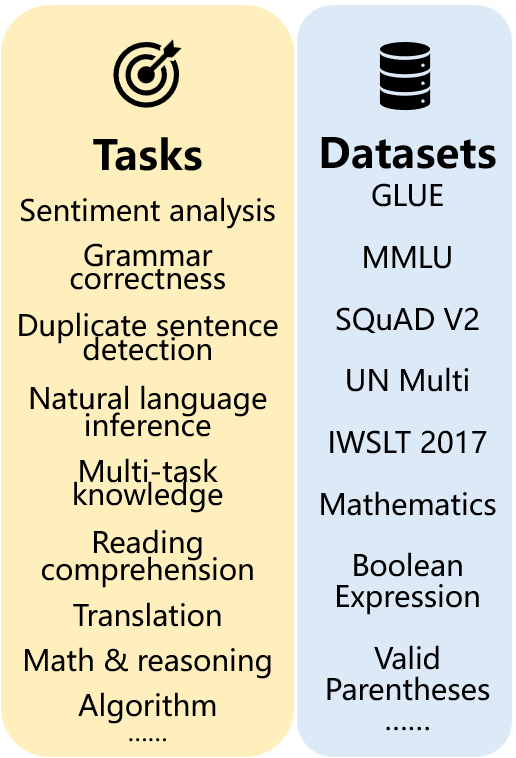 Tasks
Sentiment analysis
Grammar
correctness
Duplicate sentence
detection
Natural language
inference
Multi-task
knowledge
Reading
comprehension
Translation
Math & reasoning
Algorithm
......
Datasets
GLUE
MMLU
SQuAD V2
UN Multi
IWSLT 2017
Mathematics
Boolean
Expression
Valid
Parentheses
......